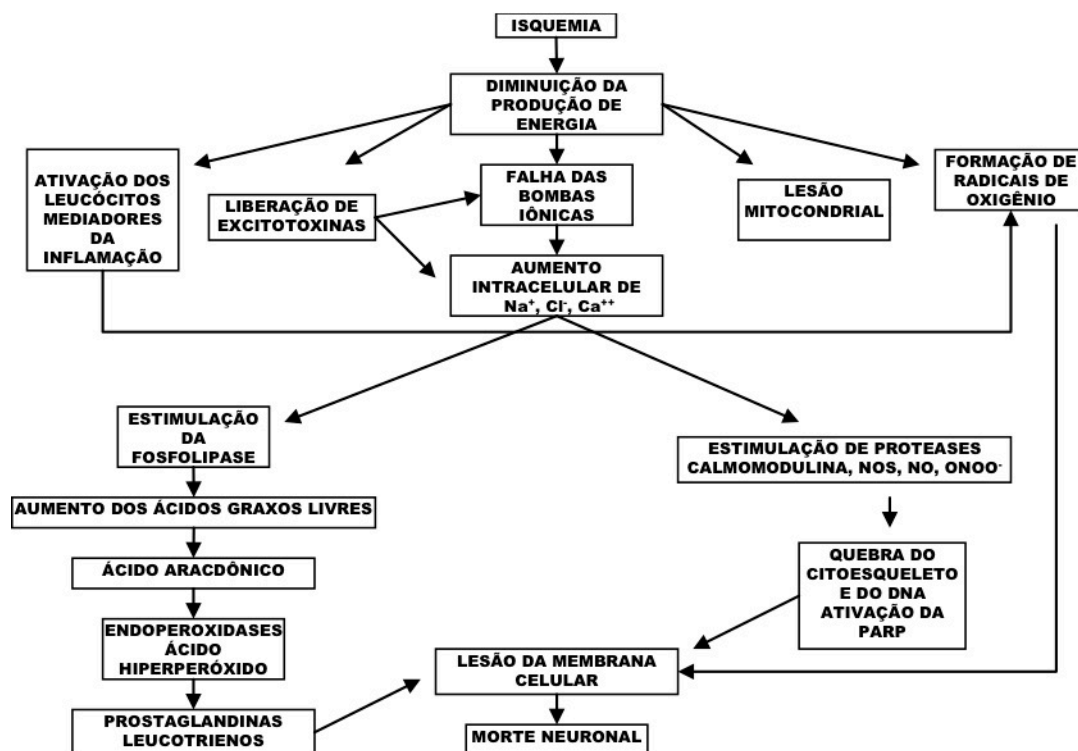 ISQUEMIA
DIMINUIÇÃO DA
PRODUÇÃO DE
ENERGIA
ATIVAÇÃO DOS
LEUCÓCITOS
MEDIADORES
DA
INFLAMAÇÃO
LIBERAÇÃO DE
EXCITOTOXINAS
FALHA DAS
BOMBAS
IÔNICAS
LESÃO
MITOCONDRIAL
FORMAÇÃO DE
RADICAIS DE
OXIGÊNIO
AUMENTO
INTRACELULAR DE
Na⁺, Cl⁻, Ca⁺⁺
ESTIMULAÇÃO
DA
FOSFOLIPASE
ESTIMULAÇÃO DE PROTEASES
CALMOMODULINA, NOS, NO, ONOO⁻
AUMENTO DOS ÁCIDOS GRAXOS LIVRES
ÁCIDO ARACDÔNICO
QUEBRA DO
CITOESQUELETO
E DO DNA
ATIVAÇÃO DA
PARP
ENDOPEROXIDASES
ÁCIDO
HIPERPERÓXIDO
LESÃO DA MEMBRANA
CELULAR
PROSTAGLANDINAS
LEUCOTRIENOS
MORTE NEURONAL